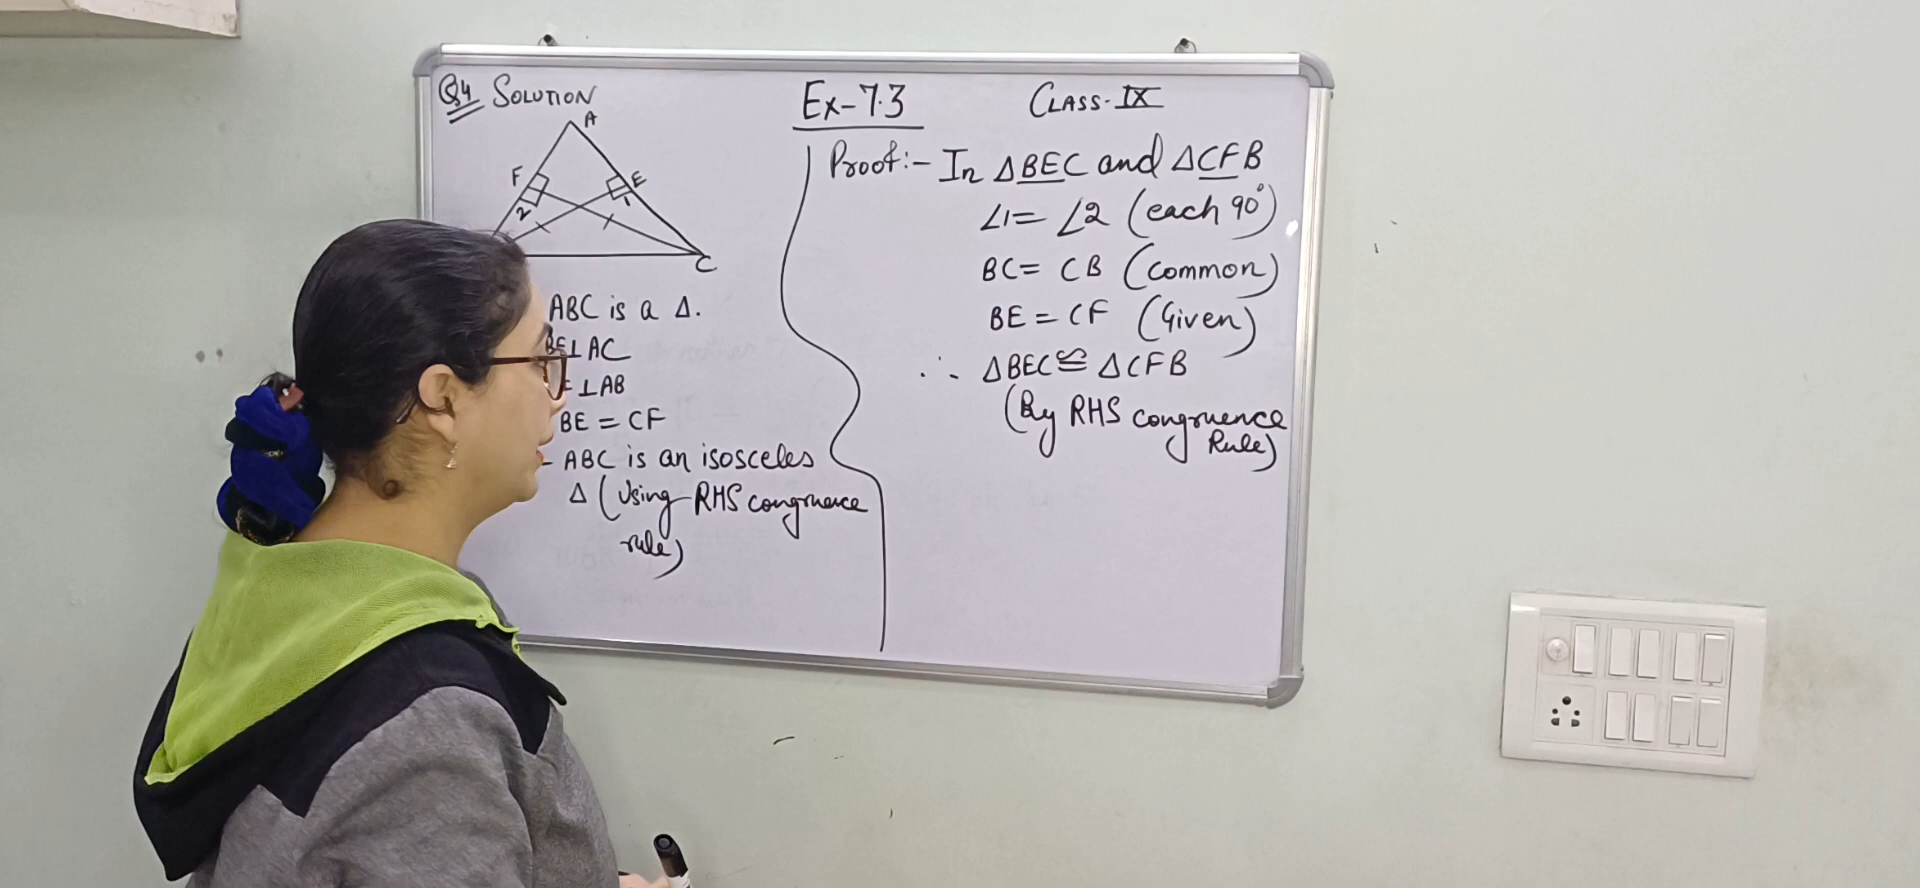 Q4 SOLUTION
Ex-7.3
CLASS-IX
A
F
E
2
1
C
ABC is a Δ.
BE⊥AC
⊥AB
BE = CF
- ABC is an isosceles
Δ (Using RHS congruence
rule)
Proof:- In ΔBEC and ΔCFB
∠1= ∠2 (each 90°)
BC= CB (Common)
BE = CF (Given)
∴ ΔBEC ≅ ΔCFB
(By RHS congruence
Rule)